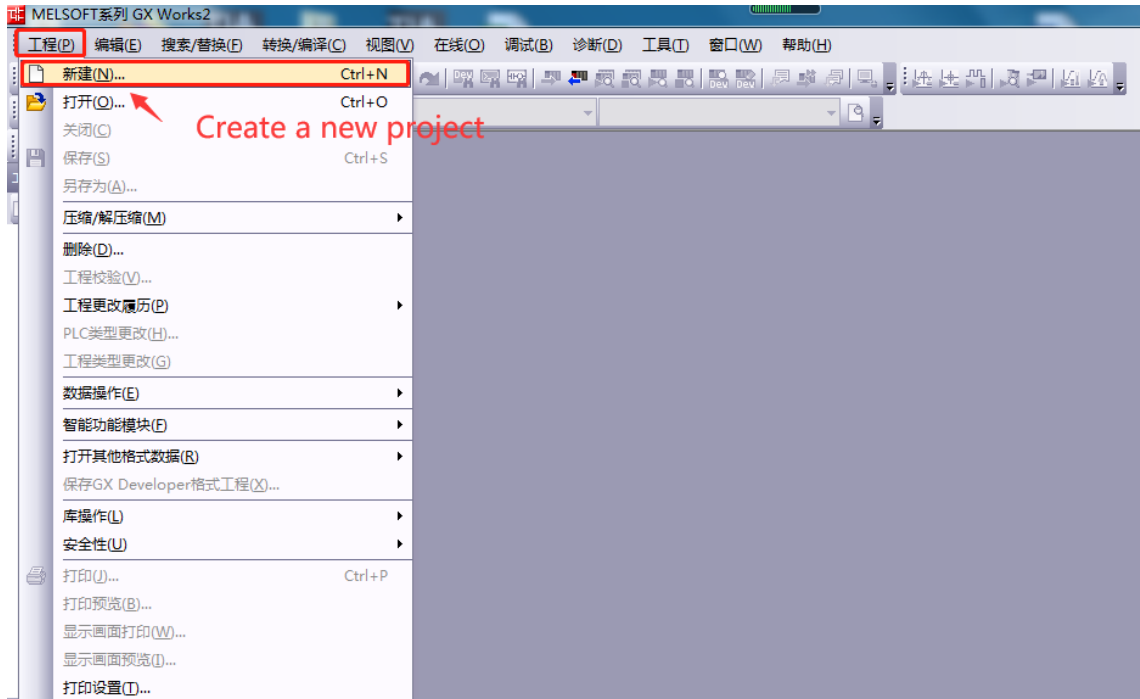 MELSOFT系列 GX Works2
工程(P) 编辑(E) 搜索/替换(F) 转换/编译(C) 视图(V) 在线(O) 调试(B) 诊断(D) 工具(T) 窗口(W) 帮助(H)
新建(N)... Ctrl+N
打开(O)... Ctrl+O
Create a new project
关闭(C)
保存(S) Ctrl+S
另存为(A)...
压缩/解压缩(M)
删除(D)...
工程校验(V)...
工程更改履历(P)
PLC类型更改(H)...
工程类型更改(G)
数据操作(E)
智能功能模块(F)
打开其他格式数据(R)
保存GX Developer格式工程(X)...
库操作(L)
安全性(U)
打印(J)... Ctrl+P
打印预览(B)...
显示画面打印(W)...
显示画面预览(I)...
打印设置(T)...